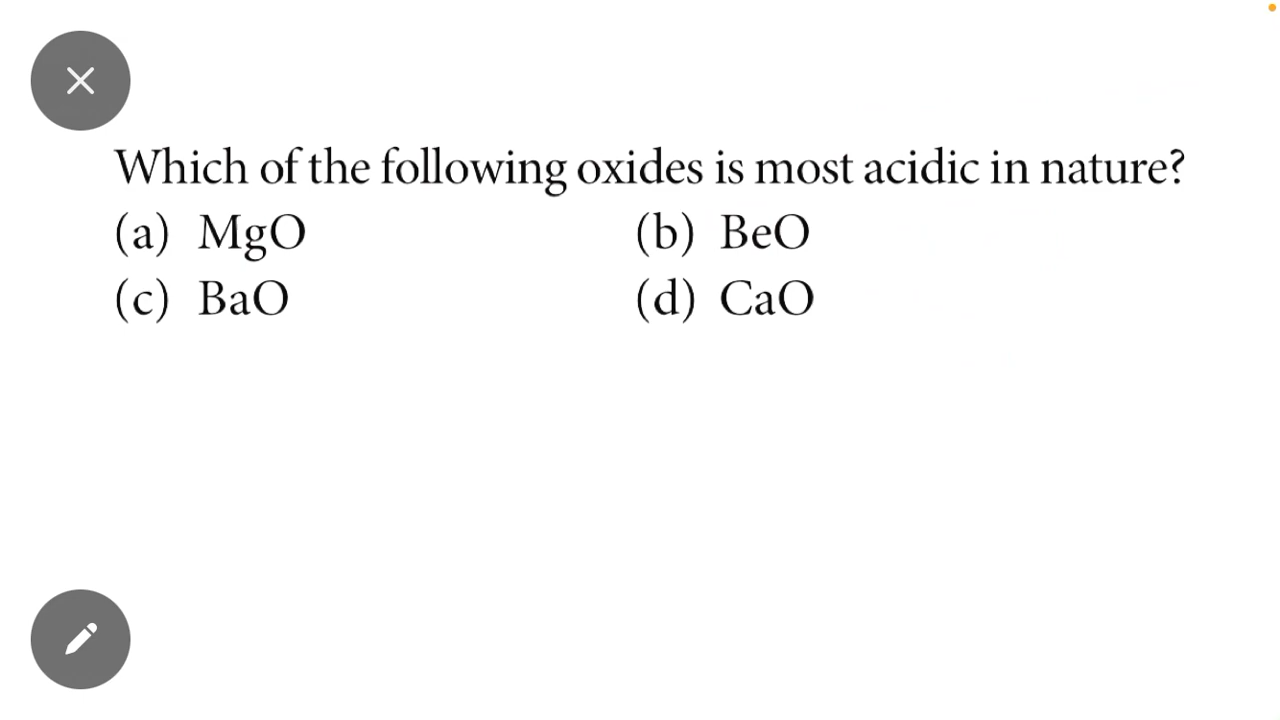 Which of the following oxides is most acidic in nature?
(a) MgO (b) BeO
(c) BaO (d) CaO